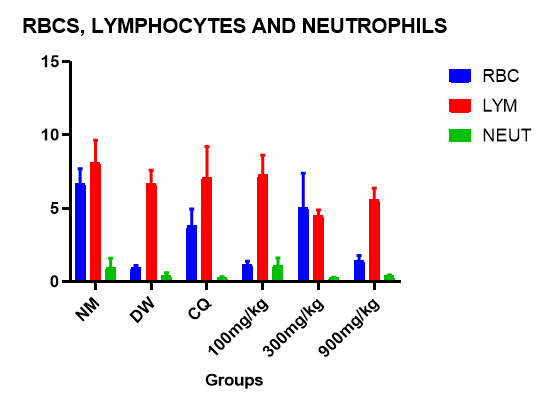 RBCS, LYMPHOCYTES AND NEUTROPHILS
15
10
5
0
RBC
LYM
NEUT
NM
DW
CQ
100mg/kg
300mg/kg
900mg/kg
Groups